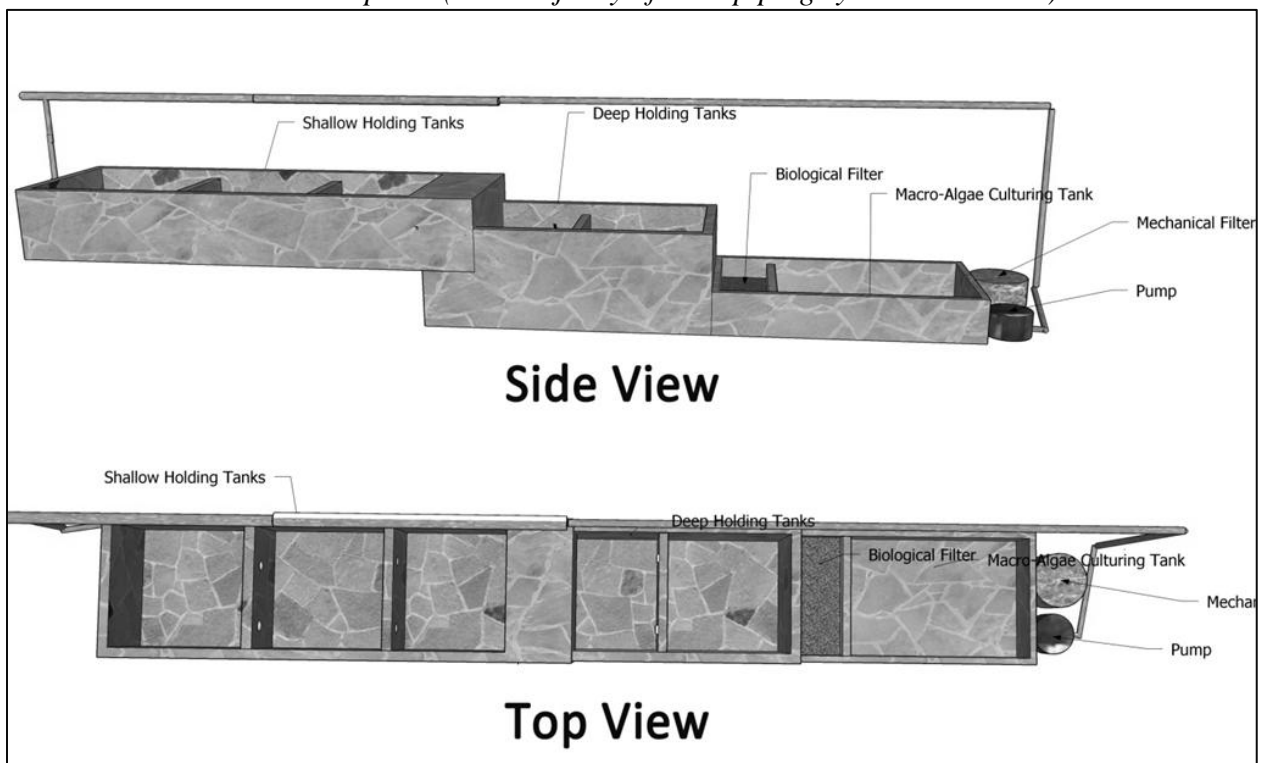 Shallow Holding Tanks
Deep Holding Tanks
Biological Filter
Macro-Algae Culturing Tank
Mechanical Filter
Pump
Side View
Shallow Holding Tanks
Deep Holding Tanks
Biological Filter
Macro-Algae Culturing Tank
Mechar
Pump
Top View